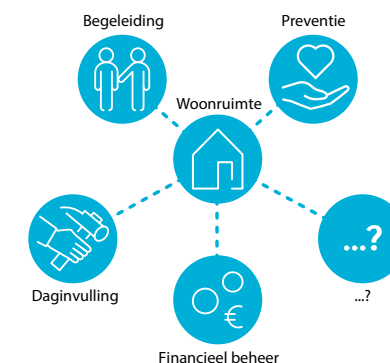 Begeleiding
Preventie
Woonruimte
...?
Daginvulling
...?
€
Financieel beheer